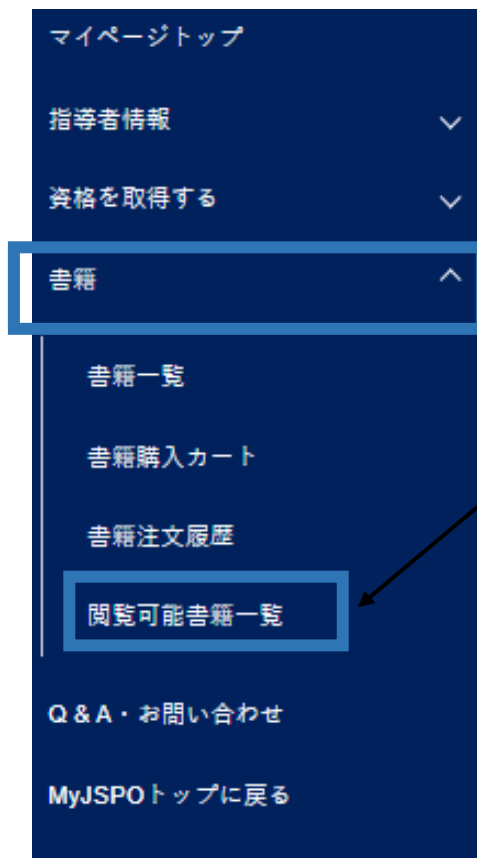 マイページトップ
指導者情報
資格を取得する
書籍
書籍一覧
書籍購入カート
書籍注文履歴
閲覧可能書籍一覧
Q&A・お問い合わせ
MyJSPOトップに戻る